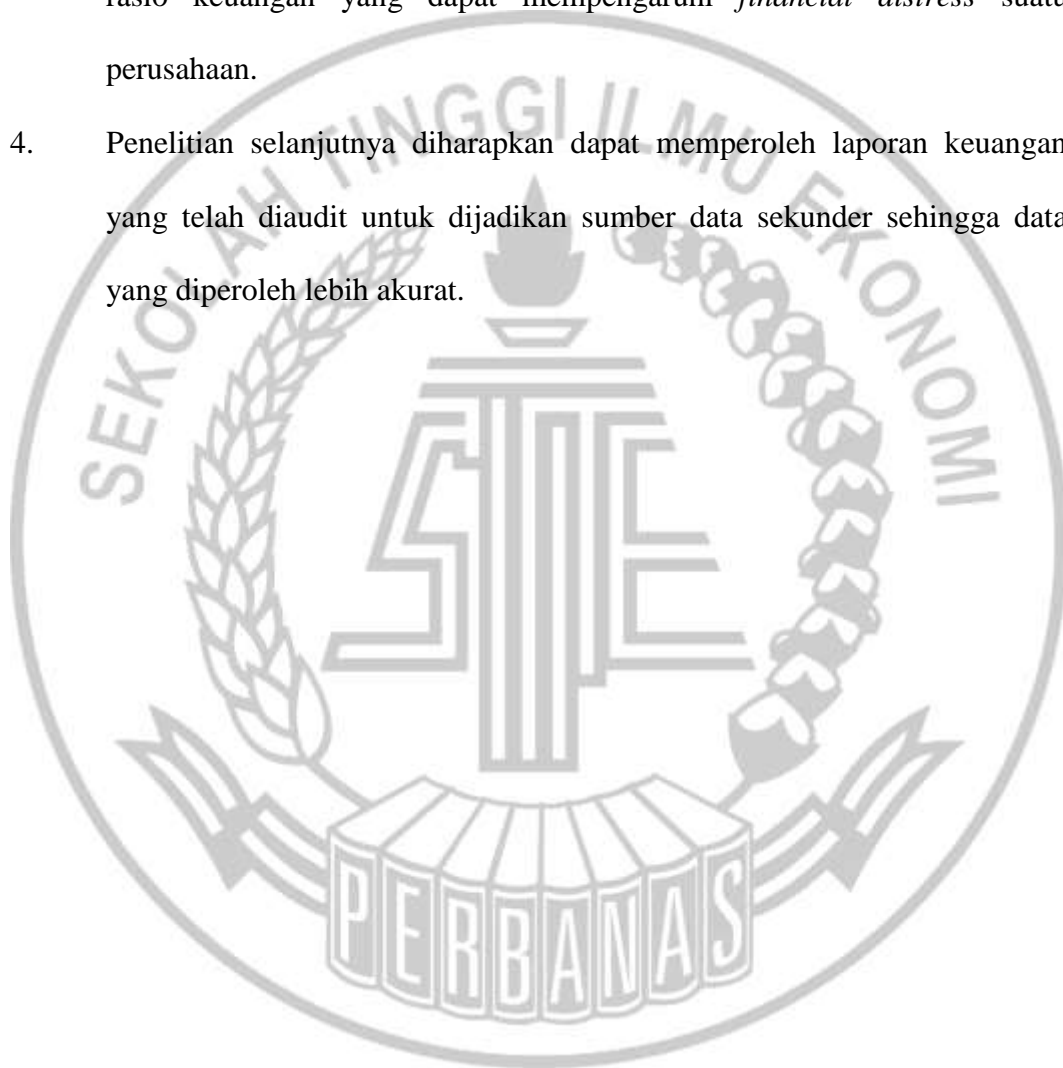 rasio keuangan yang dapat mempengaruhi financial distress suatu
perusahaan.
4. Penelitian selanjutnya diharapkan dapat memperoleh laporan keuangan
yang telah diaudit untuk dijadikan sumber data sekunder sehingga data
yang diperoleh lebih akurat.
SEKOLAH TINGGI ILMU EKONOMI
STIE
PERBANAS